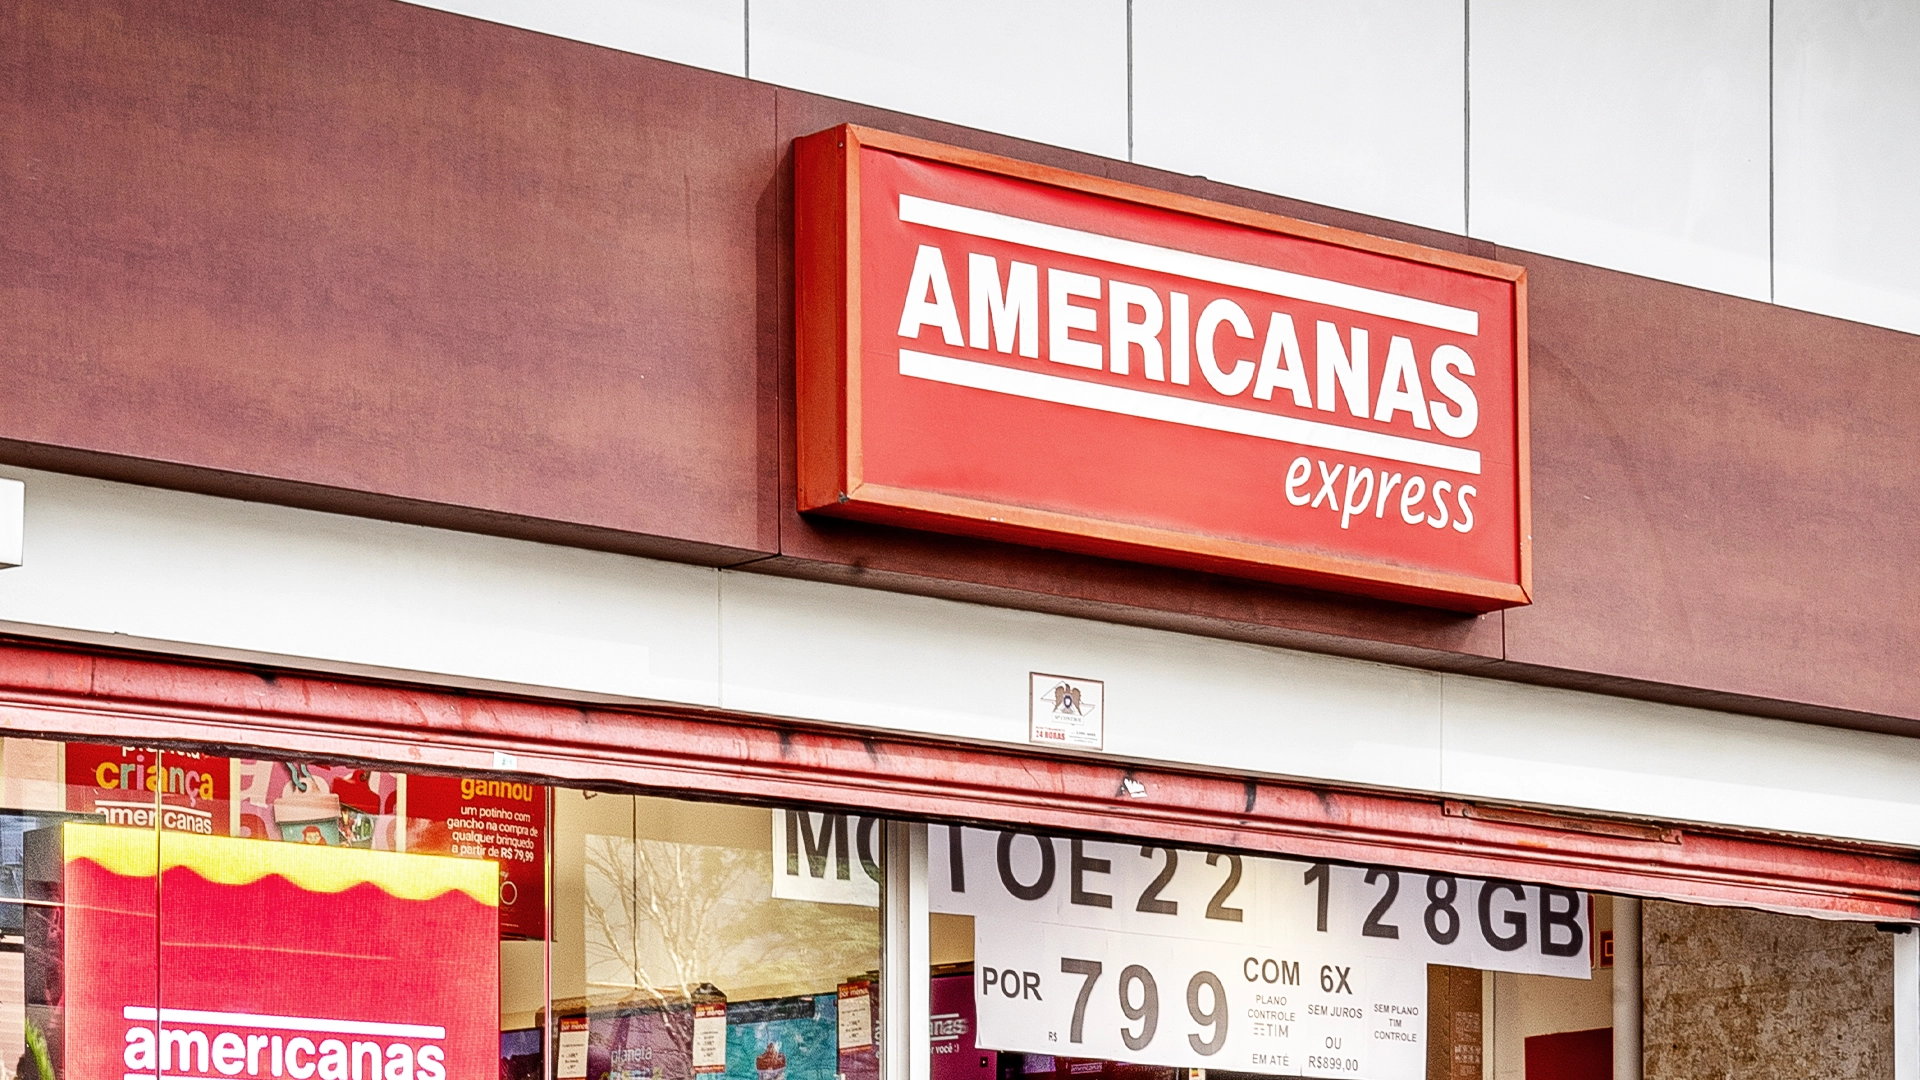 AMERICANAS
express
24 HORAS
criança
americanas
ganhou
um potinho com
gancho na compra de
qualquer brinquedo
a partir de R$ 79,99
americanas
MOTO E22 128GB
POR R$ 799 COM 6X
PLANO
CONTROLE
TIM
EM ATÉ
SEM JUROS
OU
R$899,00
SEM PLANO
TIM
CONTROLE
planeta